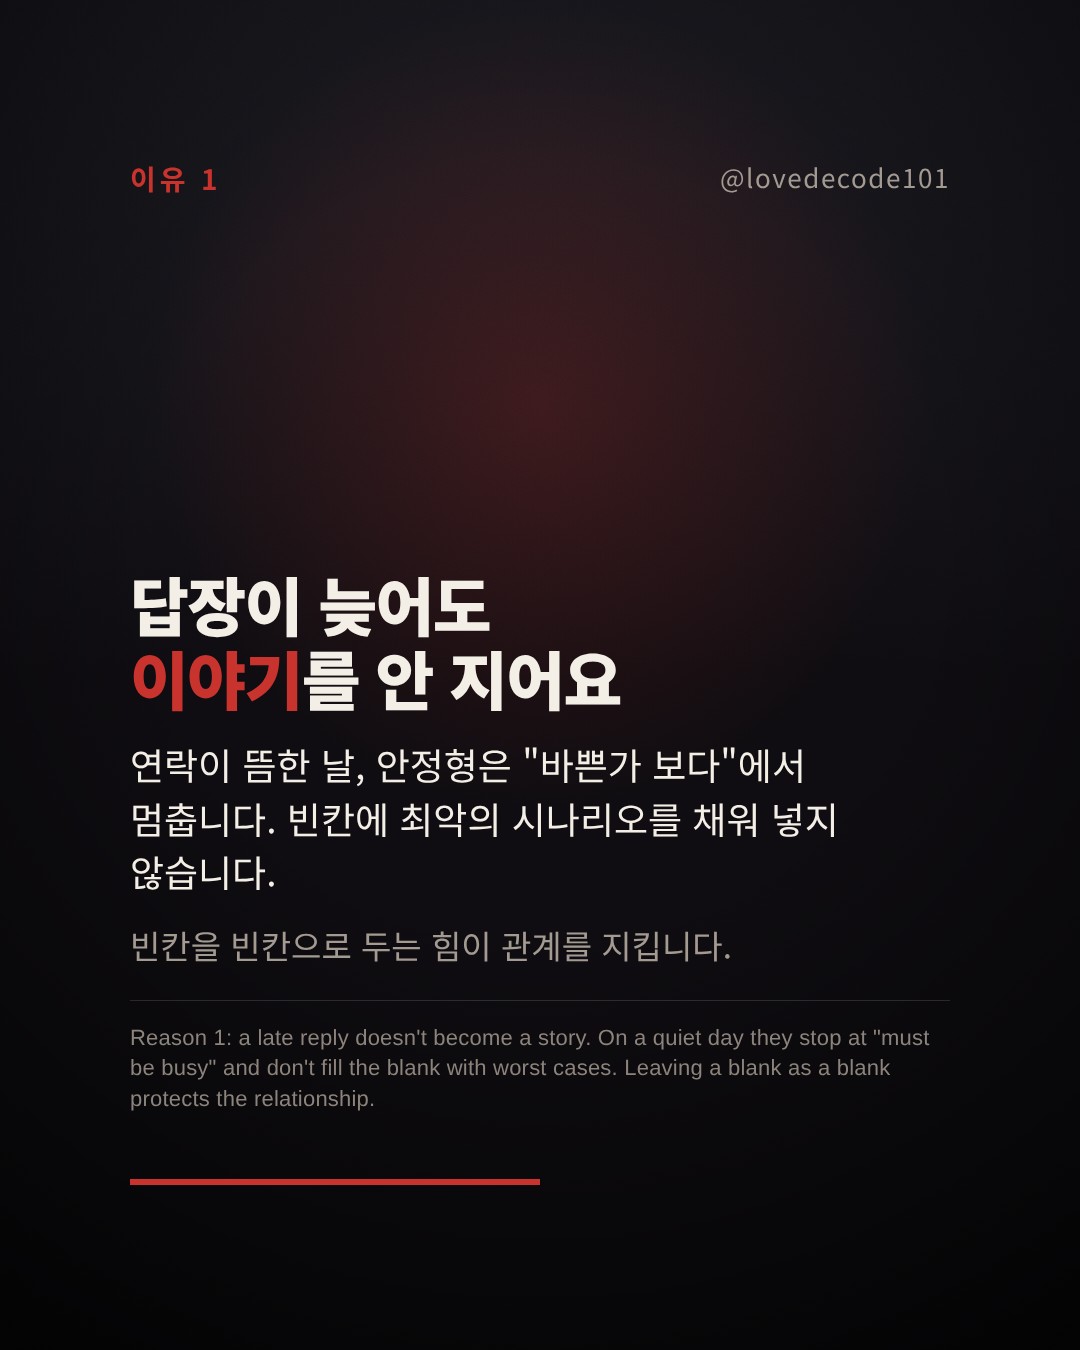 이유 1
@lovedecode101
답장이 늦어도
이야기를 안 지어요
연락이 뜸한 날, 안정형은 "바쁜가 보다"에서
멈춥니다. 빈칸에 최악의 시나리오를 채워 넣지
않습니다.
빈칸을 빈칸으로 두는 힘이 관계를 지킵니다.
Reason 1: a late reply doesn't become a story. On a quiet day they stop at "must
be busy" and don't fill the blank with worst cases. Leaving a blank as a blank
protects the relationship.